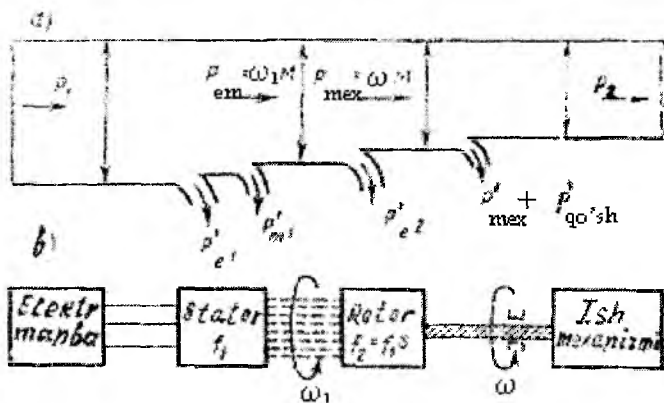 a)
P₁
P em = ω₁M
P mex = ωM
P₂
P' e1
P' m1
P' e2
P' mex + P' qo'sh
b)
Elektr manba
Stator f₁
Rotor f₂ = f₁S
Ish mexanizmi
ω₁
ω